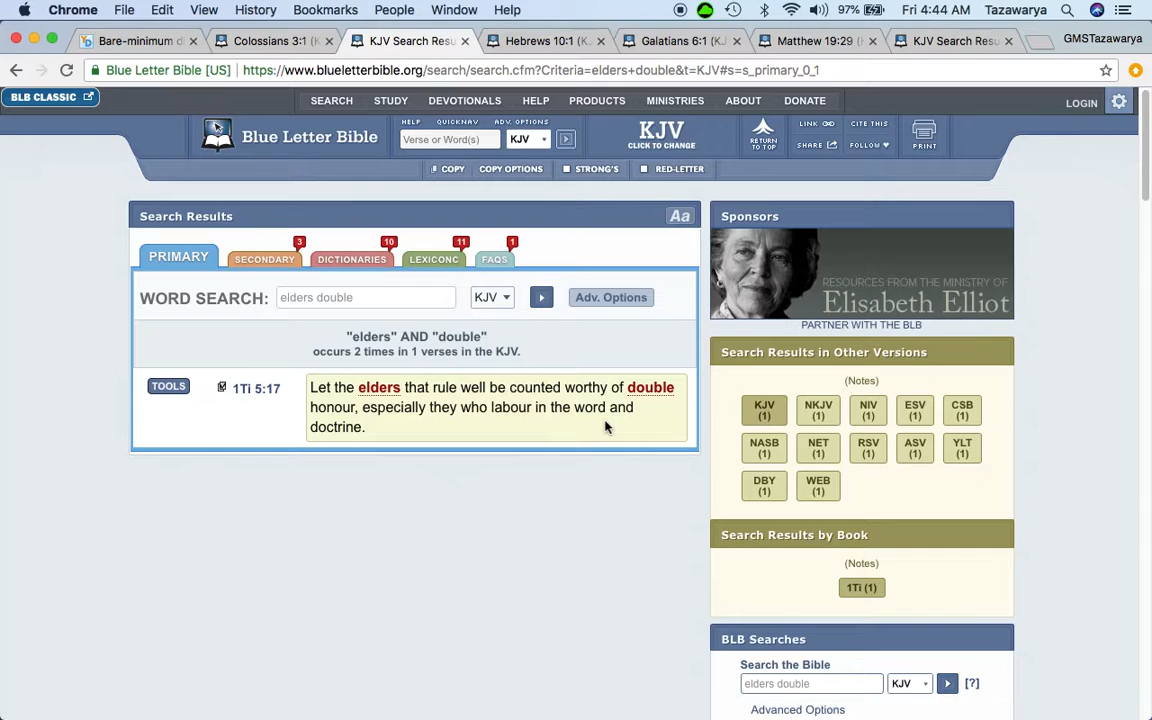 Chrome File Edit View History Bookmarks People Window Help 97% Fri 4:44 AM Tazawarya
Bare-minimum di Colossians 3:1 (KJV KJV Search Resu Hebrews 10:1 (KJ Galatians 6:1 (KJ Matthew 19:29 (K KJV Search Resu GMSTazawarya
Blue Letter Bible [US] https://www.blueletterbible.org/search/search.cfm?Criteria=elders+double&t=KJV#s=s_primary_0_1
BLB CLASSIC
SEARCH STUDY DEVOTIONALS HELP PRODUCTS MINISTRIES ABOUT DONATE LOGIN
HELP QUICKNAV ADV. OPTIONS
Blue Letter Bible
Verse or Word(s) KJV
KJV
CLICK TO CHANGE
RETURN
TO TOP
LINK CITE THIS
SHARE FOLLOW
PRINT
COPY COPY OPTIONS STRONG'S RED-LETTER
Search Results Aa
3 10 11 1
PRIMARY SECONDARY DICTIONARIES LEXICONC FAQS
WORD SEARCH: elders double KJV Adv. Options
"elders" AND "double"
occurs 2 times in 1 verses in the KJV.
TOOLS 1Ti 5:17
Let the elders that rule well be counted worthy of double
honour, especially they who labour in the word and
doctrine.
Sponsors
RESOURCES FROM THE MINISTRY OF
Elisabeth Elliot
PARTNER WITH THE BLB
Search Results in Other Versions
(Notes)
KJV NKJV NIV ESV CSB
(1) (1) (1) (1) (1)
NASB NET RSV ASV YLT
(1) (1) (1) (1) (1)
DBY WEB
(1) (1)
Search Results by Book
(Notes)
1Ti (1)
BLB Searches
Search the Bible
elders double KJV [?]
Advanced Options